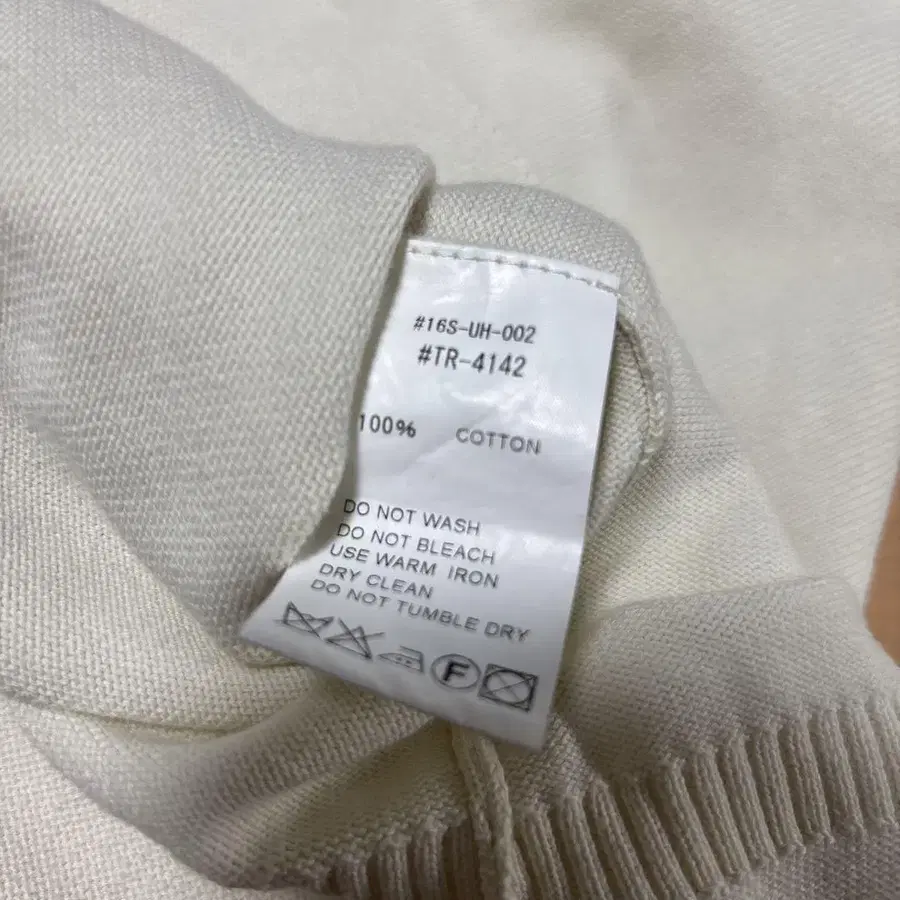 #16S-UH-002
#TR-4142
100% COTTON
DO NOT WASH
DO NOT BLEACH
USE WARM IRON
DRY CLEAN
DO NOT TUMBLE DRY
F